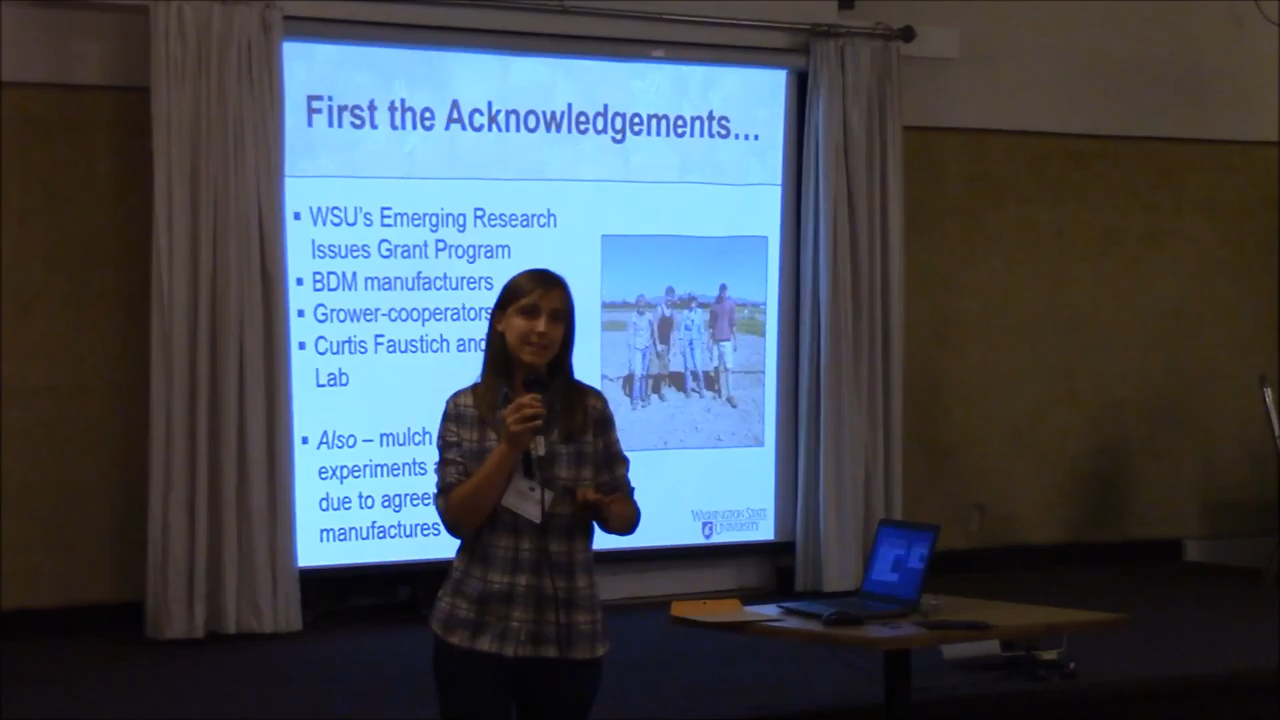 First the Acknowledgements...
▪ WSU's Emerging Research
Issues Grant Program
▪ BDM manufacturers
▪ Grower-cooperators
▪ Curtis Faustich and
Lab
▪ Also – mulch
experiments
due to
manufactures
WASHINGTON STATE
UNIVERSITY